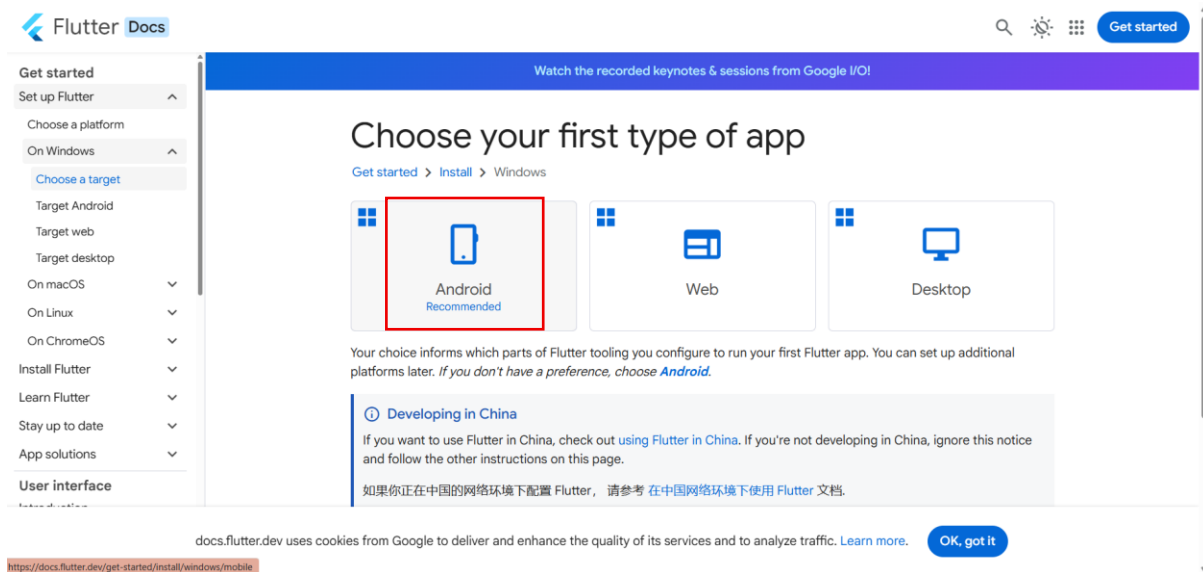 Flutter Docs
Get started
Get started
Set up Flutter
Choose a platform
On Windows
Choose a target
Target Android
Target web
Target desktop
On macOS
On Linux
On ChromeOS
Install Flutter
Learn Flutter
Stay up to date
App solutions
User interface
Watch the recorded keynotes & sessions from Google I/O!
Choose your first type of app
Get started > Install > Windows
Android
Recommended
Web
Desktop
Your choice informs which parts of Flutter tooling you configure to run your first Flutter app. You can set up additional
platforms later. If you don't have a preference, choose Android.
Developing in China
If you want to use Flutter in China, check out using Flutter in China. If you're not developing in China, ignore this notice
and follow the other instructions on this page.
如果你正在中国的网络环境下配置 Flutter， 请参考 在中国网络环境下使用 Flutter 文档.
docs.flutter.dev uses cookies from Google to deliver and enhance the quality of its services and to analyze traffic. Learn more.
OK, got it
https://docs.flutter.dev/get-started/install/windows/mobile